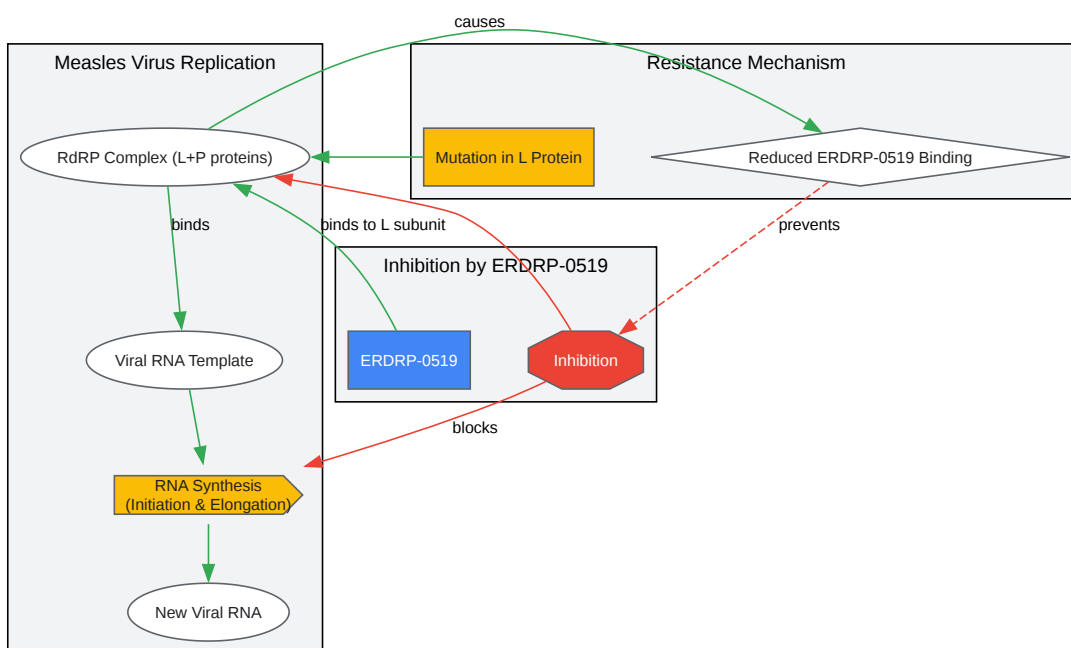 causes
Measles Virus Replication
Resistance Mechanism
RdRP Complex (L+P proteins)
Mutation in L Protein
Reduced ERDRP-0519 Binding
binds
binds to L subunit
prevents
Inhibition by ERDRP-0519
Viral RNA Template
ERDRP-0519
Inhibition
blocks
RNA Synthesis
(Initiation & Elongation)
New Viral RNA